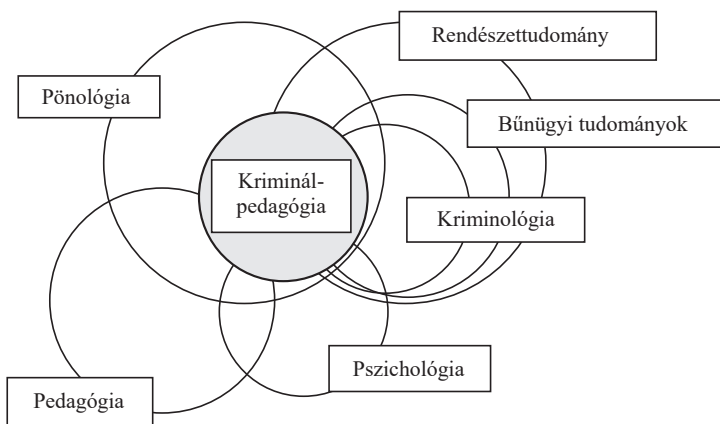 Rendészettudomány
Pönológia
Bűnügyi tudományok
Kriminál-
pedagógia
Kriminológia
Pszichológia
Pedagógia